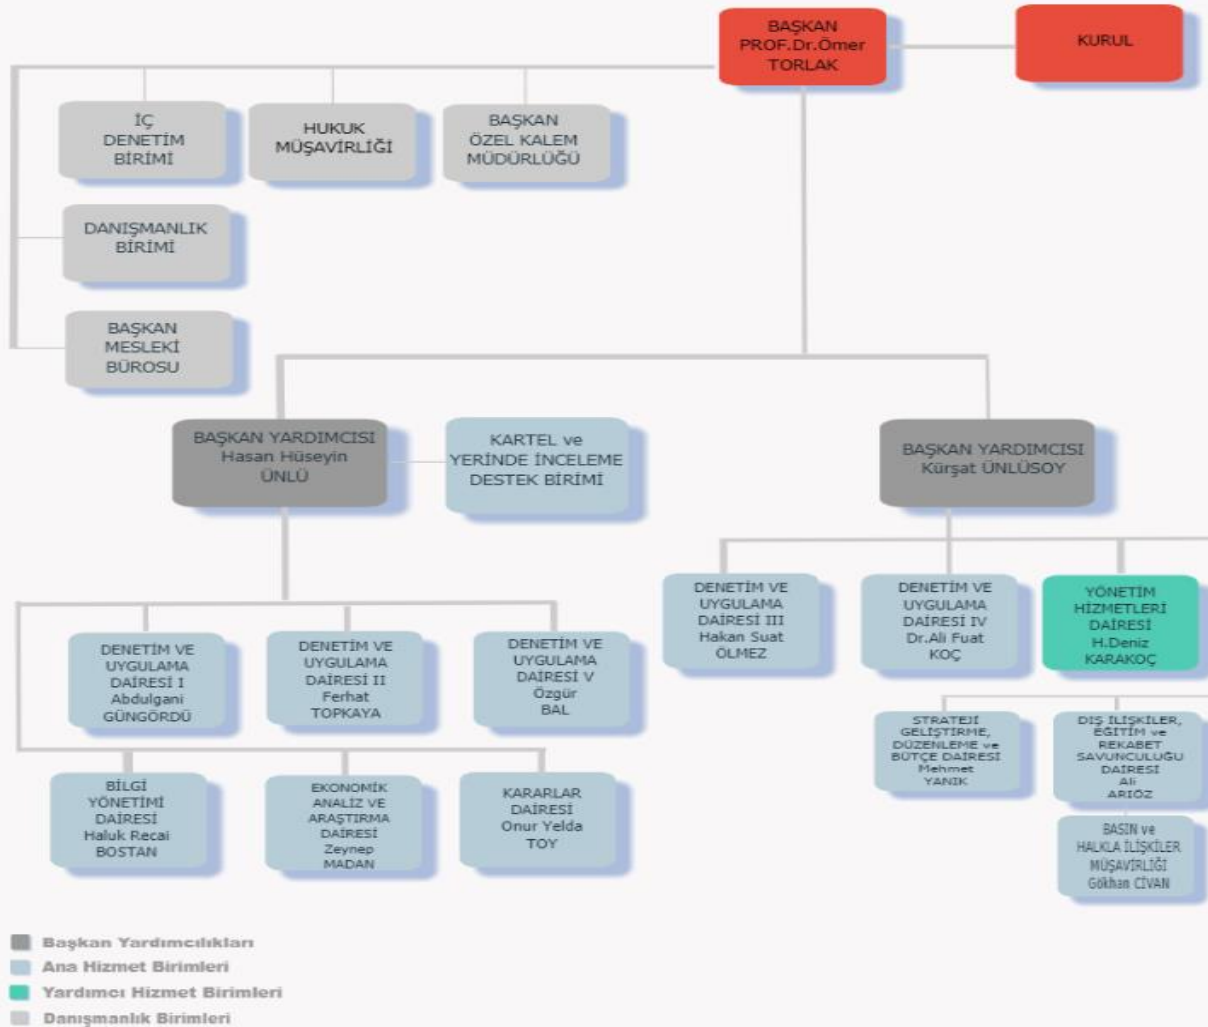 BAŞKAN
PROF.Dr.Ömer
TORLAK
KURUL
İÇ
DENETİM
BİRİMİ
HUKUK
MÜŞAVİRLİĞİ
BAŞKAN
ÖZEL KALEM
MÜDÜRLÜĞÜ
DANIŞMANLIK
BİRİMİ
BAŞKAN
MESLEKİ
BÜROSU
BAŞKAN YARDIMCISI
Hasan Hüseyin
ÜNLÜ
KARTEL ve
YERİNDE İNCELEME
DESTEK BİRİMİ
BAŞKAN YARDIMCISI
Kürşat ÜNLÜSOY
DENETİM VE
UYGULAMA
DAİRESİ III
Hakan Suat
ÖLMEZ
DENETİM VE
UYGULAMA
DAİRESİ IV
Dr.Ali Fuat
KOÇ
YÖNETİM
HİZMETLERİ
DAİRESİ
H.Deniz
KARAKOÇ
DENETİM VE
UYGULAMA
DAİRESİ I
Abdulgani
GÜNGÖRDÜ
DENETİM VE
UYGULAMA
DAİRESİ II
Ferhat
TOPKAYA
DENETİM VE
UYGULAMA
DAİRESİ V
Özgür
BAL
STRATEJİ
GELİŞTİRME,
DÜZENLEME ve
BÜTÇE DAİRESİ
Mehmet
YANIK
DIŞ İLİŞKİLER,
EĞİTİM ve
REKABET
SAVUNCULUĞU
DAİRESİ
Ali
ARIÖZ
BİLGİ
YÖNETİMİ
DAİRESİ
Haluk Recai
BOSTAN
EKONOMİK
ANALİZ VE
ARAŞTIRMA
DAİRESİ
Zeynep
MADAN
KARARLAR
DAİRESİ
Onur Yelda
TOY
BASIN ve
HALKLA İLİŞKİLER
MÜŞAVİRLİĞİ
Gökhan CİVAN
Başkan Yardımcılıkları
Ana Hizmet Birimleri
Yardımcı Hizmet Birimleri
Danışmanlık Birimleri